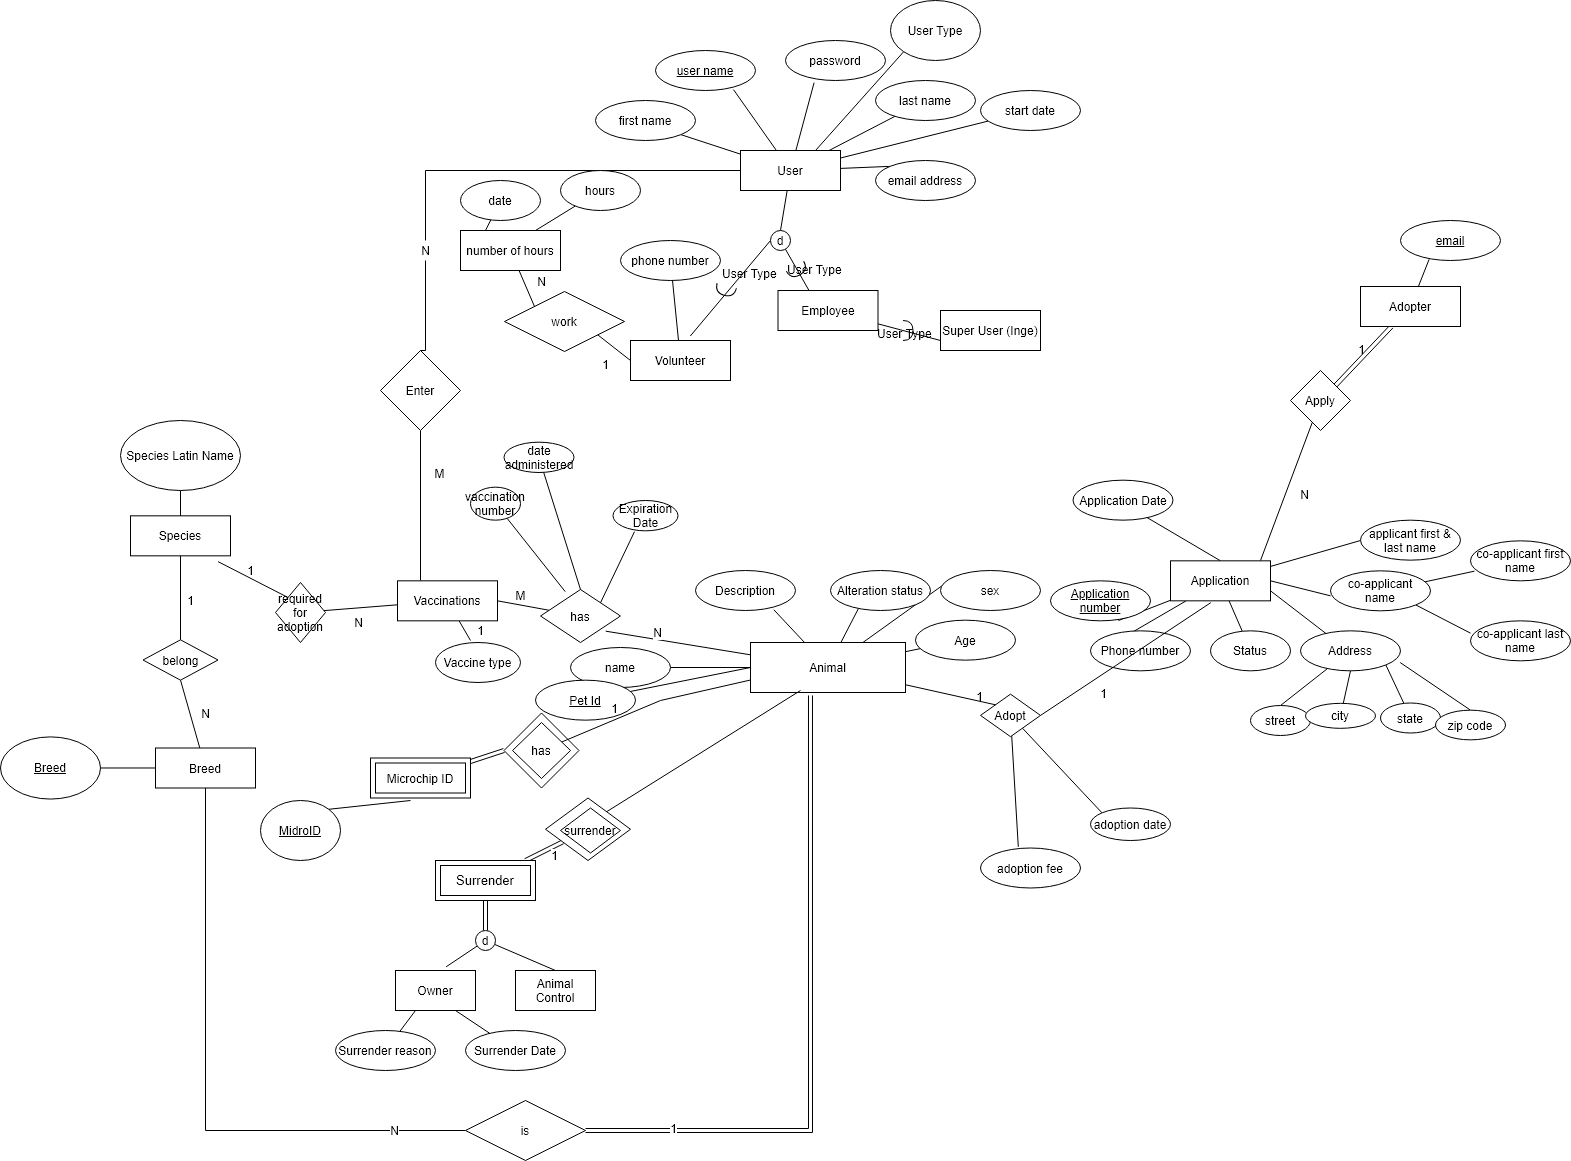 User Type
password
user name
last name
start date
first name
User
email address
hours
date
number of hours
N
N
d
phone number
User Type
User Type
email
Employee
Adopter
work
User Type
Super User (Inge)
Volunteer
1
1
Enter
Apply
Species Latin Name
date
administered
M
vaccination
number
N
Application Date
Expiration
Date
Species
applicant first &
last name
co-applicant first
name
1
Application
co-applicant
name
Description
Alteration status
sex
Application
number
M
Vaccinations
1
required
for
adoption
N
has
1
N
Age
co-applicant last
name
Phone number
Status
Address
belong
Vaccine type
name
Animal
Pet Id
1
1
1
N
Adopt
street
city
state
zip code
has
Breed
Breed
Microchip ID
MidroID
surrender
adoption date
1
adoption fee
Surrender
d
Owner
Animal
Control
Surrender reason
Surrender Date
N
is
1